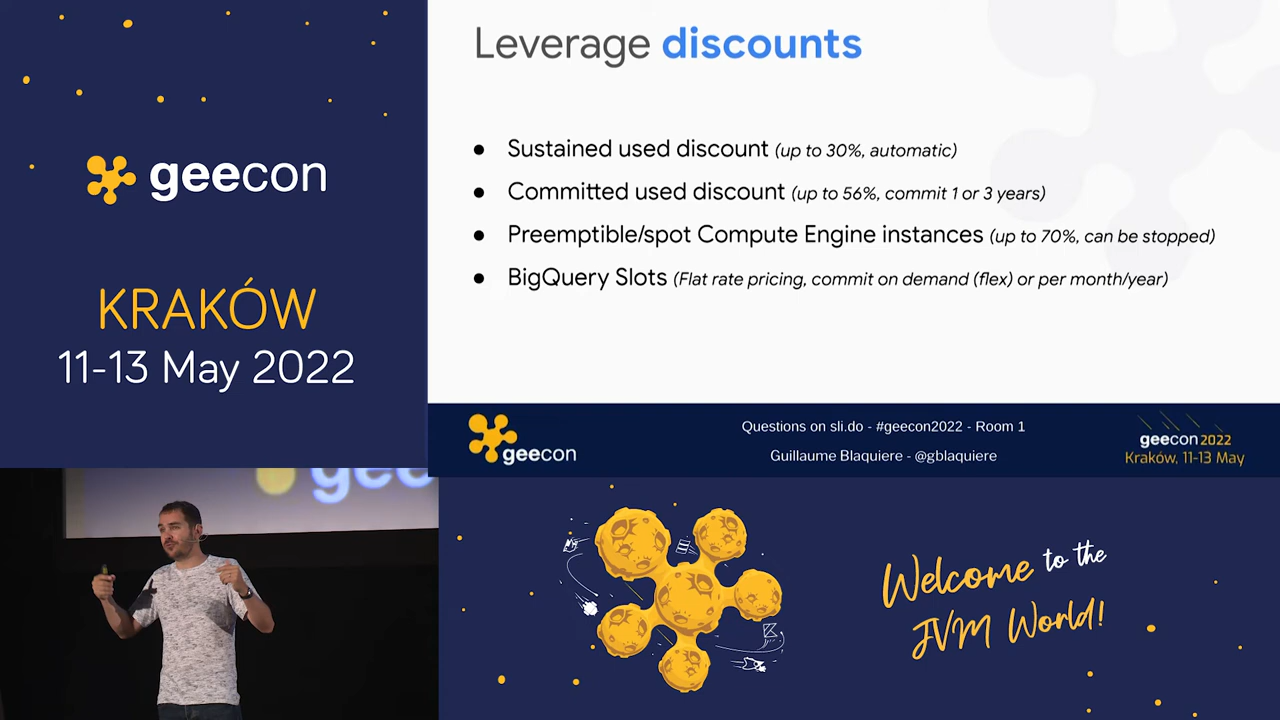 geecon
KRAKÓW
11-13 May 2022
Leverage discounts
● Sustained used discount (up to 30%, automatic)
● Committed used discount (up to 56%, commit 1 or 3 years)
● Preemptible/spot Compute Engine instances (up to 70%, can be stopped)
● BigQuery Slots (Flat rate pricing, commit on demand (flex) or per month/year)
geecon
Questions on sli.do - #geecon2022 - Room 1
Guillaume Blaquiere - @gblaquiere
geecon 2022
Kraków, 11-13 May
gee
Welcome to the
JVM World!